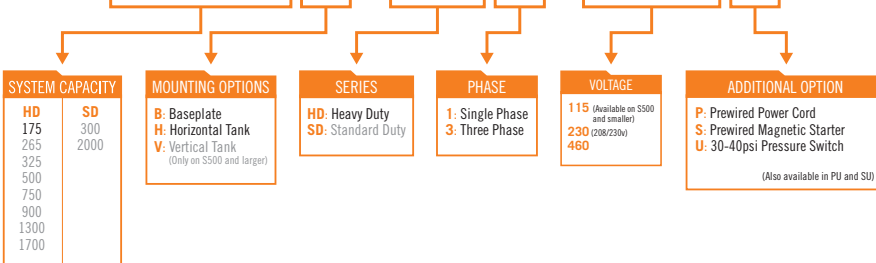 SYSTEM CAPACITY
HD SD
175 300
265 2000
325
500
750
900
1300
1700
MOUNTING OPTIONS
B: Baseplate
H: Horizontal Tank
V: Vertical Tank
(Only on S500 and larger)
SERIES
HD: Heavy Duty
SD: Standard Duty
PHASE
1: Single Phase
3: Three Phase
VOLTAGE
115 (Available on S500
and smaller)
230 (208/230v)
460
ADDITIONAL OPTION
P: Prewired Power Cord
S: Prewired Magnetic Starter
U: 30-40psi Pressure Switch
(Also available in PU and SU)